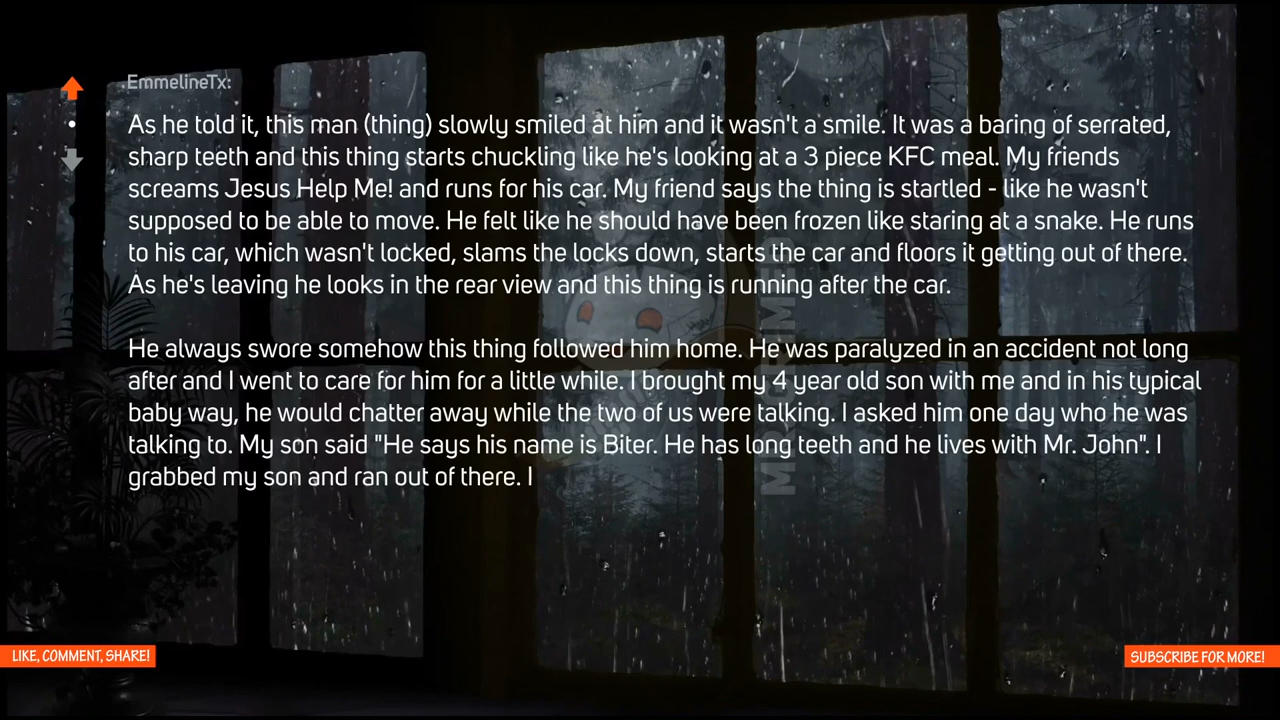 EmmelineTx:
As he told it, this man (thing) slowly smiled at him and it wasn't a smile. It was a baring of serrated,
sharp teeth and this thing starts chuckling like he's looking at a 3 piece KFC meal. My friends
screams Jesus Help Me! and runs for his car. My friend says the thing is startled - like he wasn't
supposed to be able to move. He felt like he should have been frozen like staring at a snake. He runs
to his car, which wasn't locked, slams the locks down, starts the car and floors it getting out of there.
As he's leaving he looks in the rear view and this thing is running after the car.
He always swore somehow this thing followed him home. He was paralyzed in an accident not long
after and I went to care for him for a little while. I brought my 4 year old son with me and in his typical
baby way, he would chatter away while the two of us were talking. I asked him one day who he was
talking to. My son said "He says his name is Biter. He has long teeth and he lives with Mr. John". I
grabbed my son and ran out of there. I
LIKE, COMMENT, SHARE!
SUBSCRIBE FOR MORE!